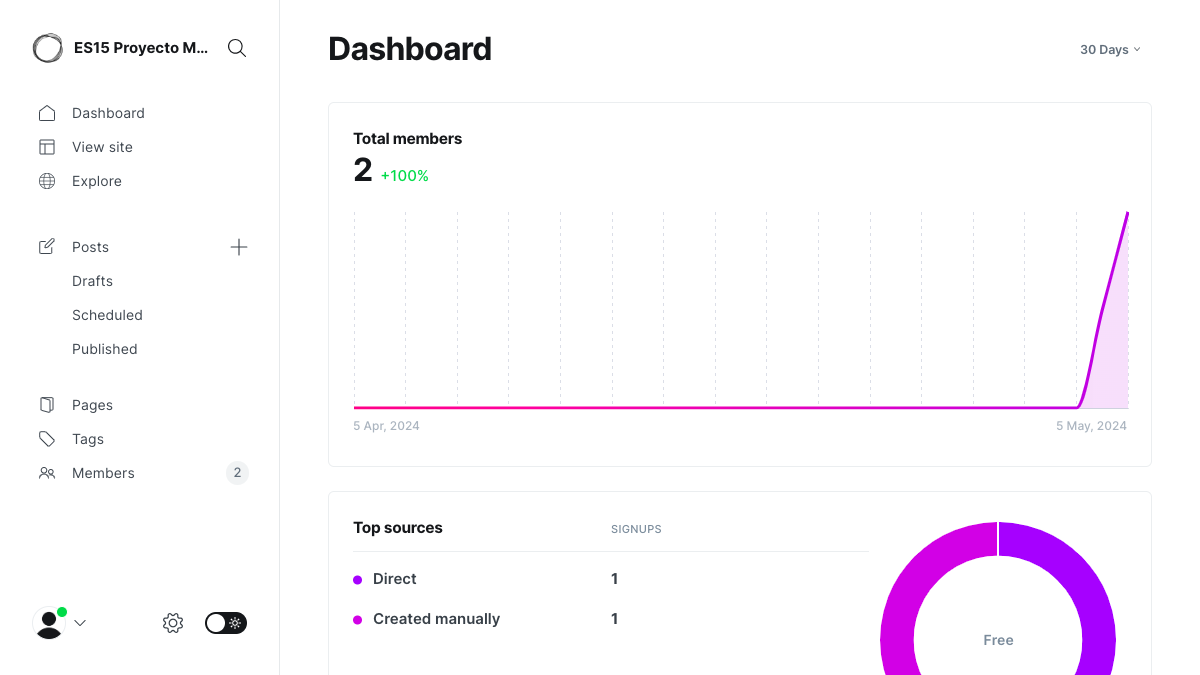 ES15 Proyecto M...
Dashboard
View site
Explore
Posts
Drafts
Scheduled
Published
Pages
Tags
Members 2
Dashboard
30 Days
Total members
2 +100%
5 Apr, 2024 5 May, 2024
Top sources SIGNUPS
Direct 1
Created manually 1
Free